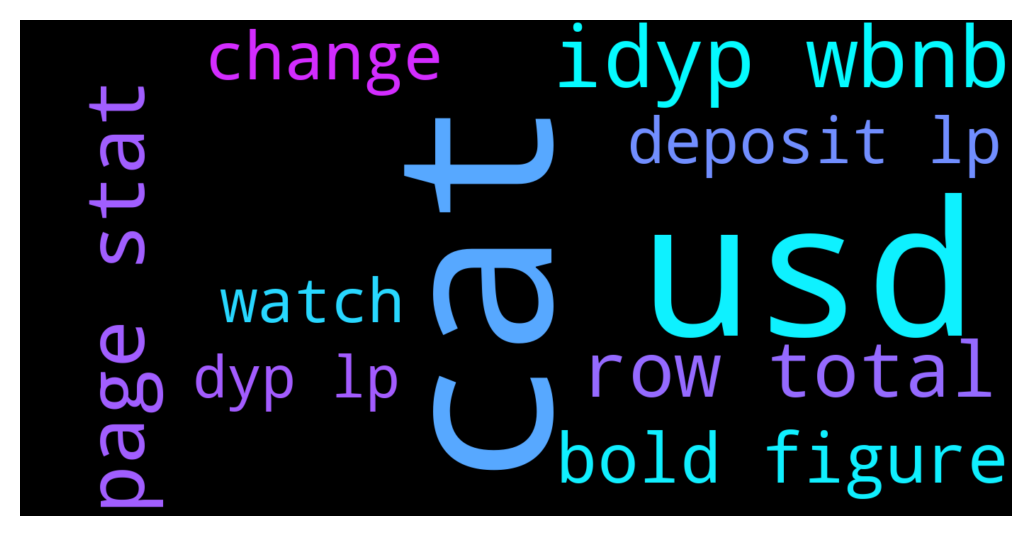 change
idyp wbnb
deposit lp
page stat
cat
usd
watch
dyp lp
row total
bold figure